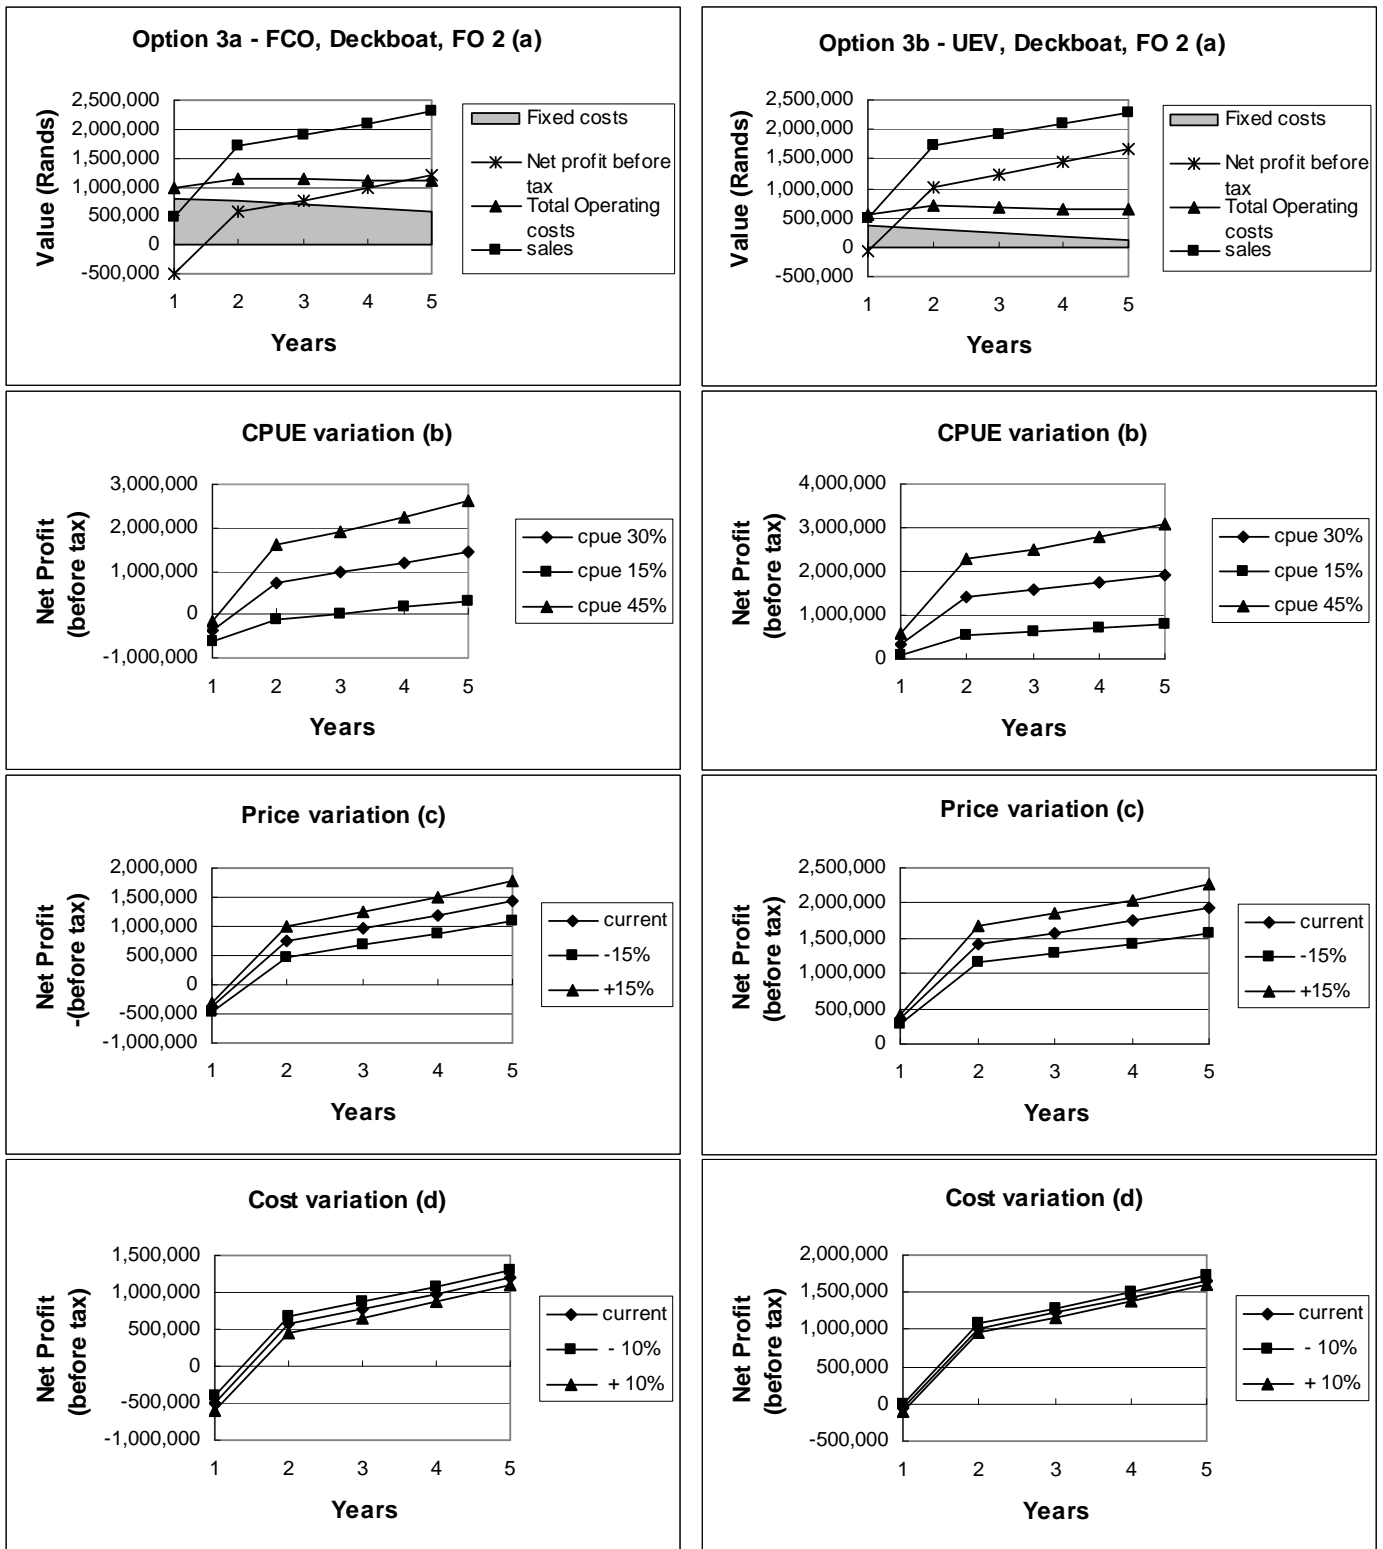 Option 3a - FCO, Deckboat, FO 2 (a)
Value (Rands)
2,500,000
2,000,000
1,500,000
1,000,000
500,000
0
-500,000
1 2 3 4 5
Years
Fixed costs
Net profit before
tax
Total Operating
costs
sales
Option 3b - UEV, Deckboat, FO 2 (a)
Value (Rands)
2,500,000
2,000,000
1,500,000
1,000,000
500,000
0
-500,000
1 2 3 4 5
Years
Fixed costs
Net profit before
tax
Total Operating
costs
sales
CPUE variation (b)
Net Profit
(before tax)
3,000,000
2,000,000
1,000,000
0
-1,000,000
1 2 3 4 5
Years
cpue 30%
cpue 15%
cpue 45%
CPUE variation (b)
Net Profit
(before tax)
4,000,000
3,000,000
2,000,000
1,000,000
0
1 2 3 4 5
Years
cpue 30%
cpue 15%
cpue 45%
Price variation (c)
Net Profit
-(before tax)
2,000,000
1,500,000
1,000,000
500,000
0
-500,000
-1,000,000
1 2 3 4 5
Years
current
-15%
+15%
Price variation (c)
Net Profit
(before tax)
2,500,000
2,000,000
1,500,000
1,000,000
500,000
0
1 2 3 4 5
Years
current
-15%
+15%
Cost variation (d)
Net Profit
(before tax)
1,500,000
1,000,000
500,000
0
-500,000
-1,000,000
1 2 3 4 5
Years
current
- 10%
+ 10%
Cost variation (d)
Net Profit
(before tax)
2,000,000
1,500,000
1,000,000
500,000
0
-500,000
1 2 3 4 5
Years
current
- 10%
+ 10%